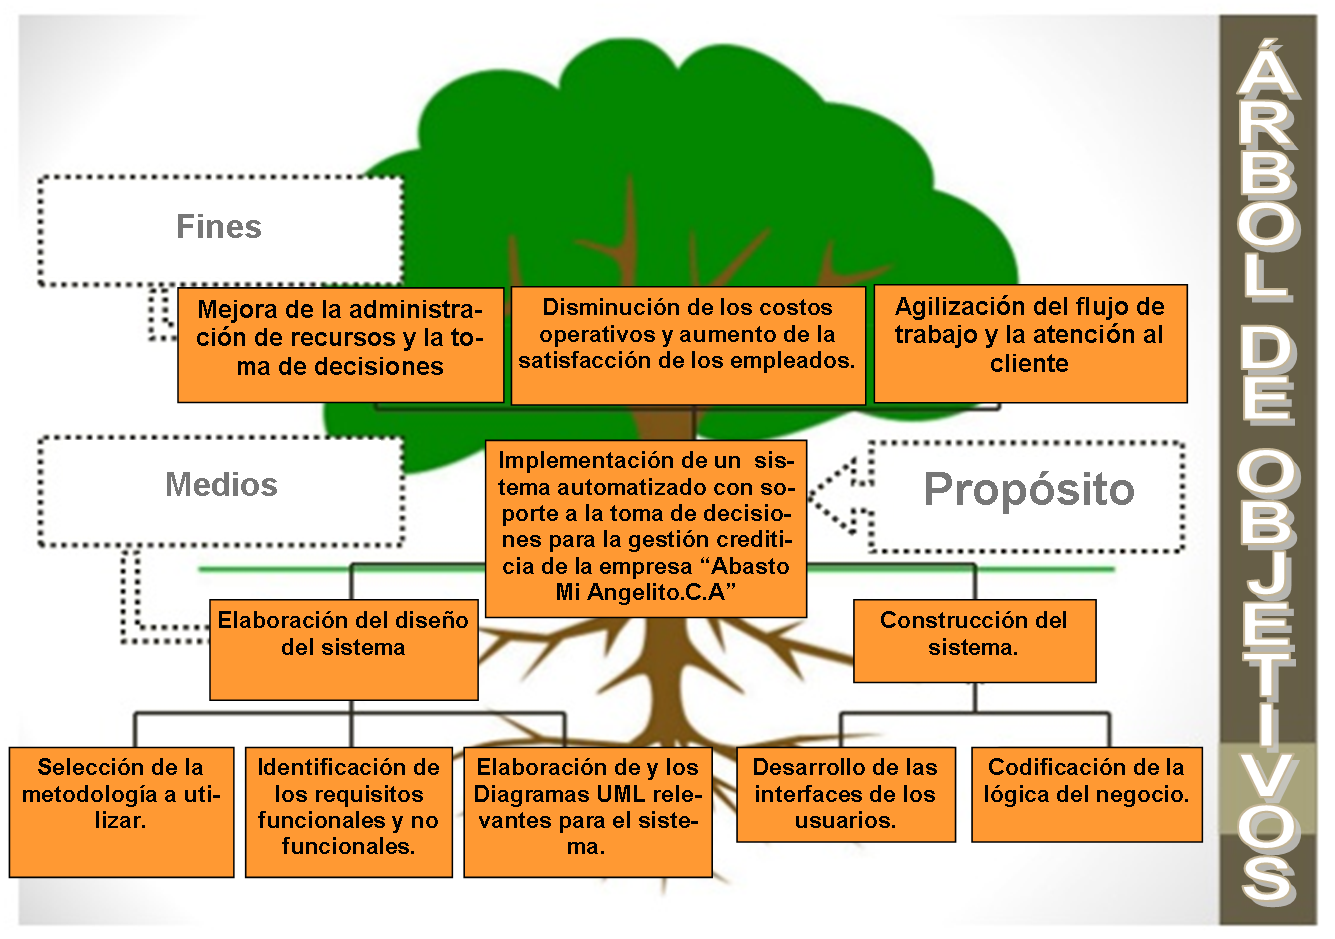 ÁRBOL DE OBJETIVOS
Fines
Mejora de la administra-
ción de recursos y la to-
ma de decisiones
Disminución de los costos
operativos y aumento de la
satisfacción de los empleados.
Agilización del flujo de
trabajo y la atención al
cliente
Medios
Implementación de un sis-
tema automatizado con so-
porte a la toma de decisio-
nes para la gestión crediti-
cia de la empresa “Abasto
Mi Angelito.C.A”
Propósito
Elaboración del diseño
del sistema
Construcción del
sistema.
Selección de la
metodología a uti-
lizar.
Identificación de
los requisitos
funcionales y no
funcionales.
Elaboración de y los
Diagramas UML rele-
vantes para el siste-
ma.
Desarrollo de las
interfaces de los
usuarios.
Codificación de la
lógica del negocio.